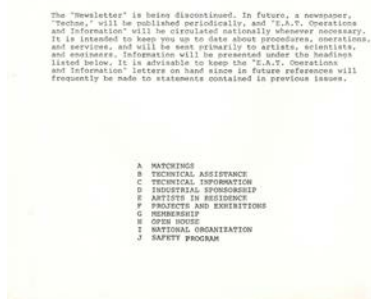 The "Newsletter" is being discontinued. In future, a newspaper,
"Techne,' will be published periodically, and "E.A.T. Operations
and Information" will be circulated nationally whenever necessary.
It is intended to keep you up to date about procedures, operations,
and services, and will be sent primarily to artists, scientists,
and engineers. Information will be presented under the headings
listed below. It is advisable to keep the "E.A.T. Operations
and Information" letters on hand since in future references will
frequently be made to statements contained in previous issues.
A MATCHINGS
B TECHNICAL ASSISTANCE
C TECHNICAL INFORMATION
D INDUSTRIAL SPONSORSHIP
E ARTISTS IN RESIDENCE
F PROJECTS AND EXHIBITIONS
G MEMBERSHIP
H OPEN HOUSE
I NATIONAL ORGANIZATION
J SAFETY PROGRAM